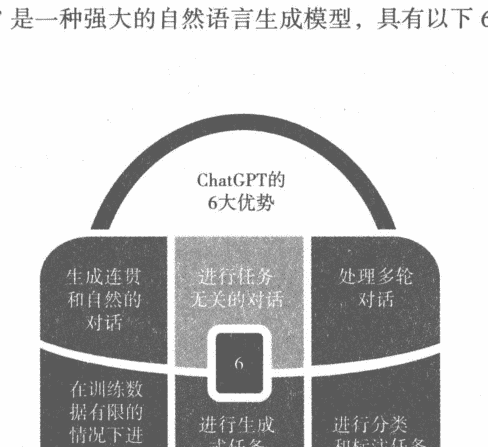 是一种强大的自然语言生成模型，具有以下 6
ChatGPT的
6大优势
生成连贯
和自然的
对话
进行任务
无关的对话
处理多轮
对话
6
在训练数
据有限的
情况下进
进行生成
式任务
进行分类
和标注任务